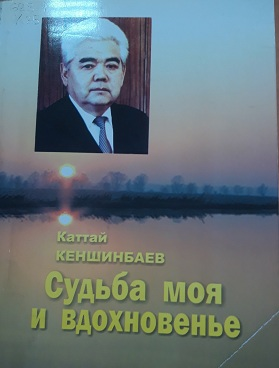 Каттай
КЕНШИНБАЕВ
Судьба моя
и вдохновенье